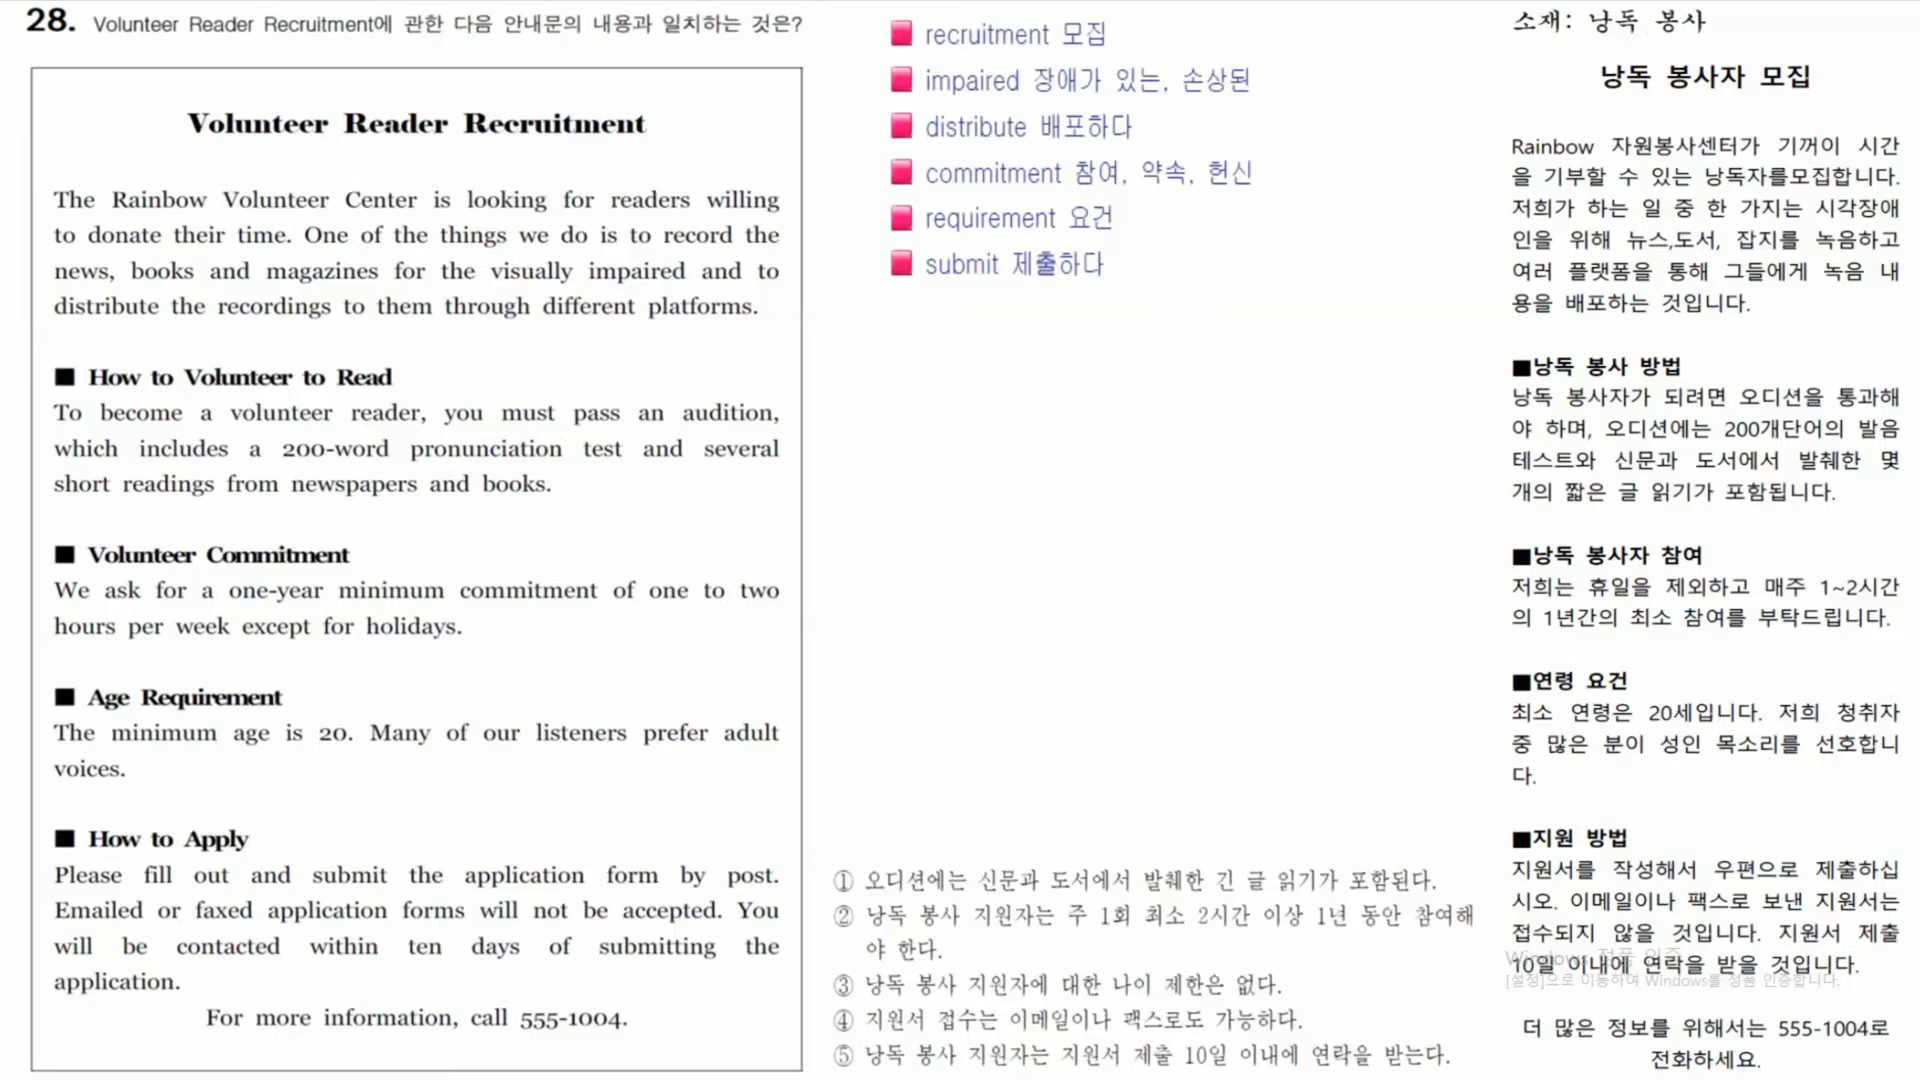 28. Volunteer Reader Recruitment에 관한 다음 안내문의 내용과 일치하는 것은?
Volunteer Reader Recruitment
The Rainbow Volunteer Center is looking for readers willing
to donate their time. One of the things we do is to record the
news, books and magazines for the visually impaired and to
distribute the recordings to them through different platforms.
■ How to Volunteer to Read
To become a volunteer reader, you must pass an audition,
which includes a 200-word pronunciation test and several
short readings from newspapers and books.
■ Volunteer Commitment
We ask for a one-year minimum commitment of one to two
hours per week except for holidays.
■ Age Requirement
The minimum age is 20. Many of our listeners prefer adult
voices.
■ How to Apply
Please fill out and submit the application form by post.
Emailed or faxed application forms will not be accepted. You
will be contacted within ten days of submitting the
application.
For more information, call 555-1004.
recruitment 모집
impaired 장애가 있는, 손상된
distribute 배포하다
commitment 참여, 약속, 헌신
requirement 요건
submit 제출하다
① 오디션에는 신문과 도서에서 발췌한 긴 글 읽기가 포함된다.
② 낭독 봉사 지원자는 주 1회 최소 2시간 이상 1년 동안 참여해
야 한다.
③ 낭독 봉사 지원자에 대한 나이 제한은 없다.
④ 지원서 접수는 이메일이나 팩스로도 가능하다.
⑤ 낭독 봉사 지원자는 지원서 제출 10일 이내에 연락을 받는다.
소재: 낭독 봉사
낭독 봉사자 모집
Rainbow 자원봉사센터가 기꺼이 시간
을 기부할 수 있는 낭독자를모집합니다.
저희가 하는 일 중 한 가지는 시각장애
인을 위해 뉴스,도서, 잡지를 녹음하고
여러 플랫폼을 통해 그들에게 녹음 내
용을 배포하는 것입니다.
■낭독 봉사 방법
낭독 봉사자가 되려면 오디션을 통과해
야 하며, 오디션에는 200개단어의 발음
테스트와 신문과 도서에서 발췌한 몇
개의 짧은 글 읽기가 포함됩니다.
■낭독 봉사자 참여
저희는 휴일을 제외하고 매주 1~2시간
의 1년간의 최소 참여를 부탁드립니다.
■연령 요건
최소 연령은 20세입니다. 저희 청취자
중 많은 분이 성인 목소리를 선호합니
다.
■지원 방법
지원서를 작성해서 우편으로 제출하십
시오. 이메일이나 팩스로 보낸 지원서는
접수되지 않을 것입니다. 지원서 제출
10일 이내에 연락을 받을 것입니다.
Windows 정품 인증
[설정]으로 이동하여 Windows를 정품 인증합니다.
더 많은 정보를 위해서는 555-1004로
전화하세요.